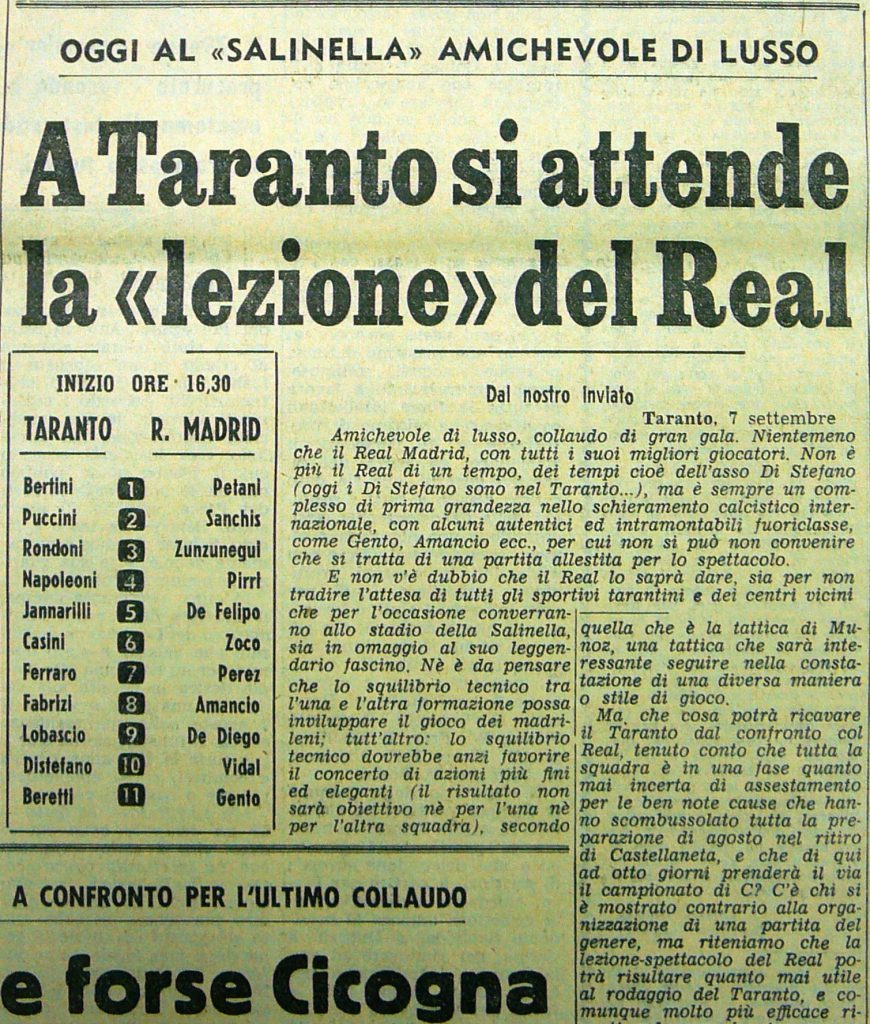 OGGI AL «SALINELLA» AMICHEVOLE DI LUSSO
A Taranto si attende
la «lezione» del Real
INIZIO ORE 16,30
TARANTO R. MADRID
Bertini 1 Petani
Puccini 2 Sanchis
Rondoni 3 Zunzunegui
Napoleoni 4 Pirri
Jannarilli 5 De Felipo
Casini 6 Zoco
Ferraro 7 Perez
Fabrizi 8 Amancio
Lobascio 9 De Diego
Distefano 10 Vidal
Beretti 11 Gento
Dal nostro inviato
Taranto, 7 settembre
Amichevole di lusso, collaudo di gran gala. Nientemeno
che il Real Madrid, con tutti i suoi migliori giocatori. Non è
più il Real di un tempo, dei tempi cioè dell'asso Di Stefano
(oggi i Di Stefano sono nel Taranto...), ma è sempre un com-
plesso di prima grandezza nello schieramento calcistico inter-
nazionale, con alcuni autentici ed intramontabili fuoriclasse,
come Gento, Amancio ecc., per cui non si può non convenire
che si tratta di una partita allestita per lo spettacolo.
E non v'è dubbio che il Real lo saprà dare, sia per non
tradire l'attesa di tutti gli sportivi tarantini e dei centri vicini
che per l'occasione converran-
no allo stadio della Salinella,
sia in omaggio al suo leggen-
dario fascino. Nè è da pensare
che lo squilibrio tecnico tra
l'una e l'altra formazione possa
inviluppare il gioco dei madri-
leni; tutt'altro: lo squilibrio
tecnico dovrebbe anzi favorire
il concerto di azioni più fini
ed eleganti (il risultato non
sarà obiettivo nè per l'una nè
per l'altra squadra), secondo
quella che è la tattica di Mu-
noz, una tattica che sarà inte-
ressante seguire nella consta-
tazione di una diversa maniera
o stile di gioco.
Ma che cosa potrà ricavare
il Taranto dal confronto col
Real, tenuto conto che tutta la
squadra è in una fase quanto
mai incerta di assestamento
per le ben note cause che han-
no scombussolato tutta la pre-
parazione di agosto nel ritiro
di Castellaneta, e che di qui
ad otto giorni prenderà il via
il campionato di C? C'è chi si
è mostrato contrario alla orga-
nizzazione di una partita del
genere, ma riteniamo che la
lezione-spettacolo del Real po-
trà risultare quanto mai utile
al rodaggio del Taranto, e co-
munque molto più efficace ri-
A CONFRONTO PER L'ULTIMO COLLAUDO
e forse Cicogna